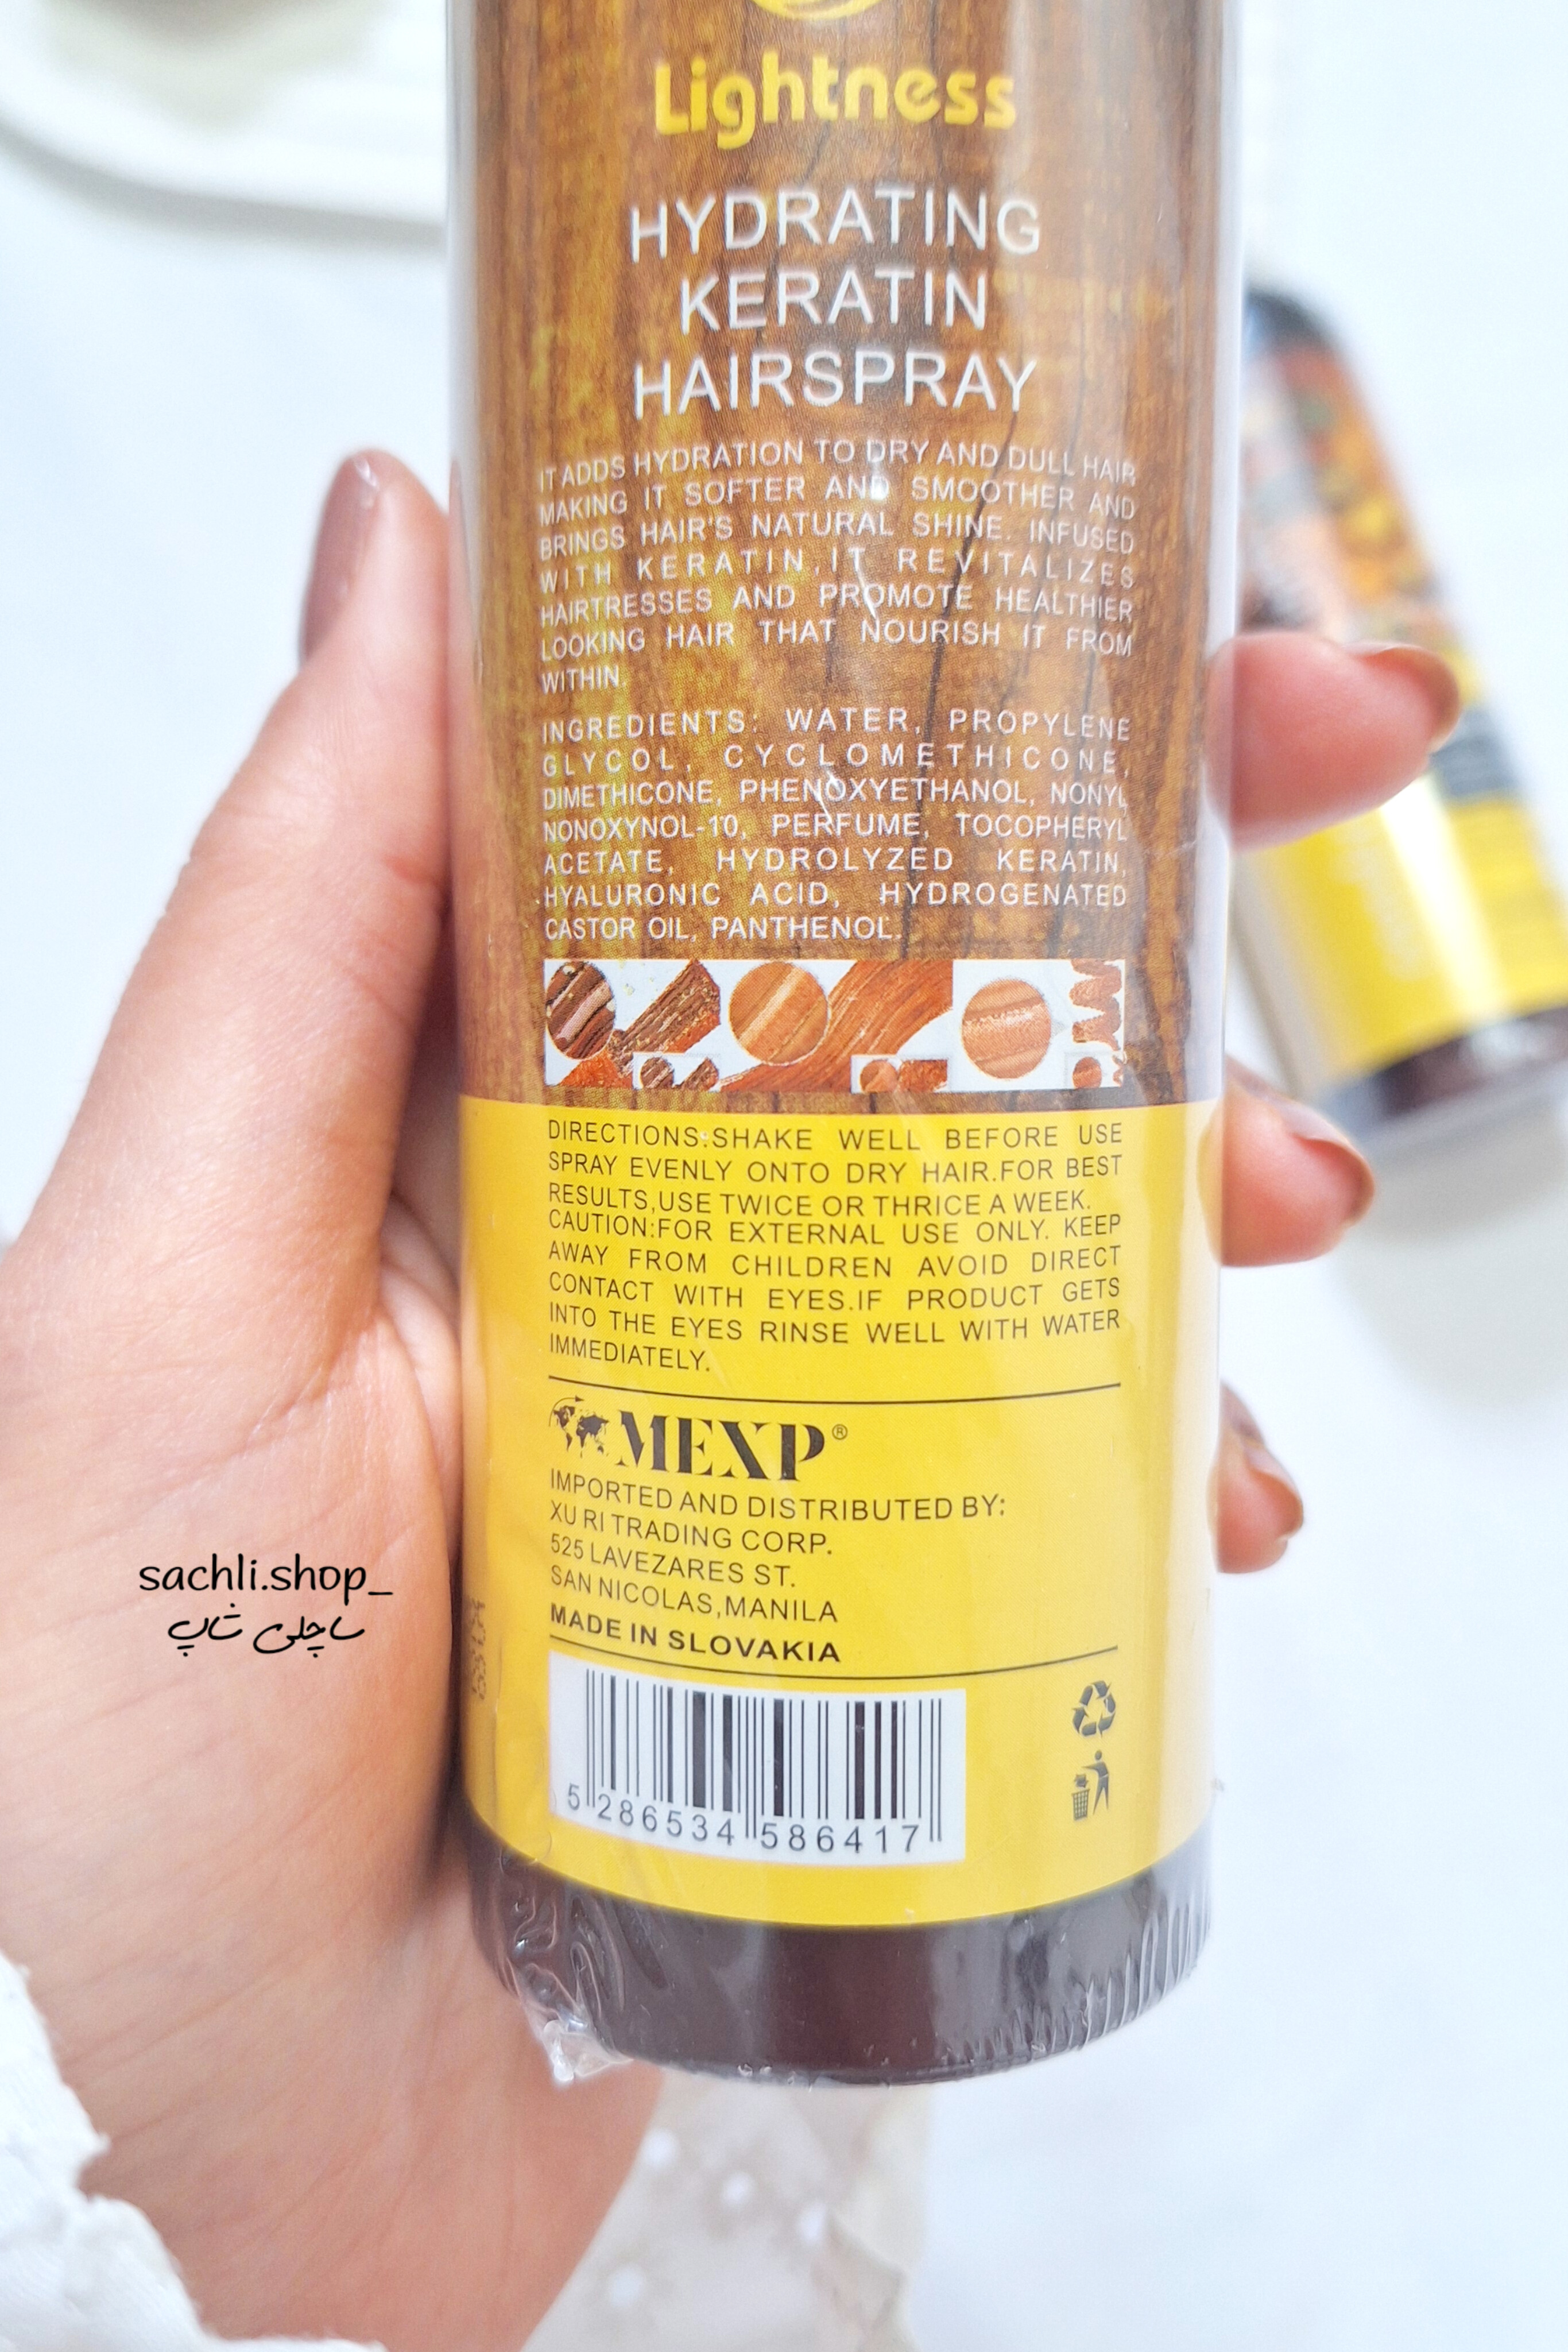 Lightness
HYDRATING
KERATIN
HAIRSPRAY
IT ADDS HYDRATION TO DRY AND DULL HAIR
MAKING IT SOFTER AND SMOOTHER AND
BRINGS HAIR'S NATURAL SHINE. INFUSED
WITH KERATIN,IT REVITALIZES
HAIRTRESSES AND PROMOTE HEALTHIER
LOOKING HAIR THAT NOURISH IT FROM
WITHIN.
INGREDIENTS: WATER, PROPYLENE
GLYCOL, CYCLOMETHICONE,
DIMETHICONE, PHENOXYETHANOL, NONYL
NONOXYNOL-10, PERFUME, TOCOPHERYL
ACETATE, HYDROLYZED KERATIN,
HYALURONIC ACID, HYDROGENATED
CASTOR OIL, PANTHENOL.
DIRECTIONS:SHAKE WELL BEFORE USE
SPRAY EVENLY ONTO DRY HAIR.FOR BEST
RESULTS,USE TWICE OR THRICE A WEEK.
CAUTION:FOR EXTERNAL USE ONLY. KEEP
AWAY FROM CHILDREN AVOID DIRECT
CONTACT WITH EYES.IF PRODUCT GETS
INTO THE EYES RINSE WELL WITH WATER
IMMEDIATELY.
MEXP®
IMPORTED AND DISTRIBUTED BY:
XU RI TRADING CORP.
525 LAVEZARES ST.
SAN NICOLAS,MANILA
MADE IN SLOVAKIA
5 286534 586417
sachli.shop_
ساچلی شاپ